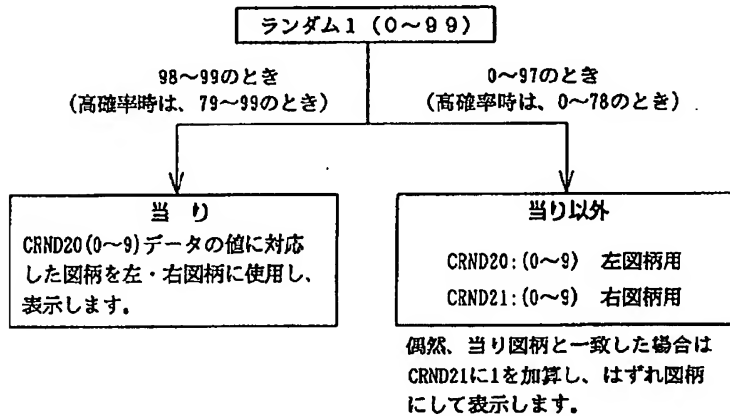 ランダム1(0～99)
98～99のとき
(高確率時は、79～99のとき)
0～97のとき
(高確率時は、0～78のとき)
当り
CRND20(0～9)データの値に対応
した図柄を左・右図柄に使用し、
表示します。
当り以外
CRND20:(0～9) 左図柄用
CRND21:(0～9) 右図柄用
偶然、当り図柄と一致した場合は
CRND21に1を加算し、はずれ図柄
にして表示します。